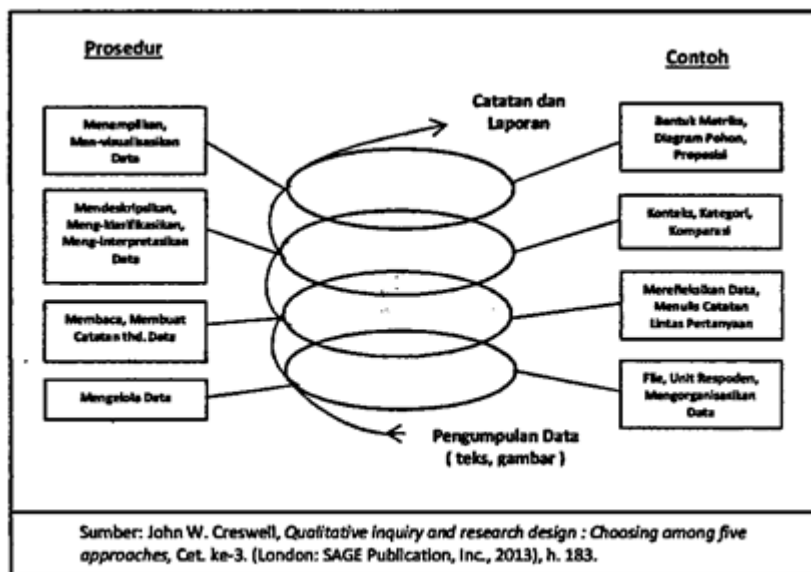 Prosedur
Contoh
Catatan dan
Laporan
Menampilkan,
Men-visualisasikan
Data
Bentuk Matriks,
Diagram Pohon,
Proposisi
Mendeskripsikan,
Meng-klasifikasikan,
Meng-interpretasikan
Data
Konteks, Kategori,
Komparasi
Membaca, Membuat
Catatan thd. Data
Merefleksikan Data,
Menulis Catatan
Lintas Pertanyaan
Mengelola Data
File, Unit Respoden,
Mengorganisasikan
Data
Pengumpulan Data
( teks, gambar )
Sumber: John W. Creswell, Qualitative inquiry and research design : Choosing among five
approaches, Cet. ke-3. (London: SAGE Publication, Inc., 2013), h. 183.